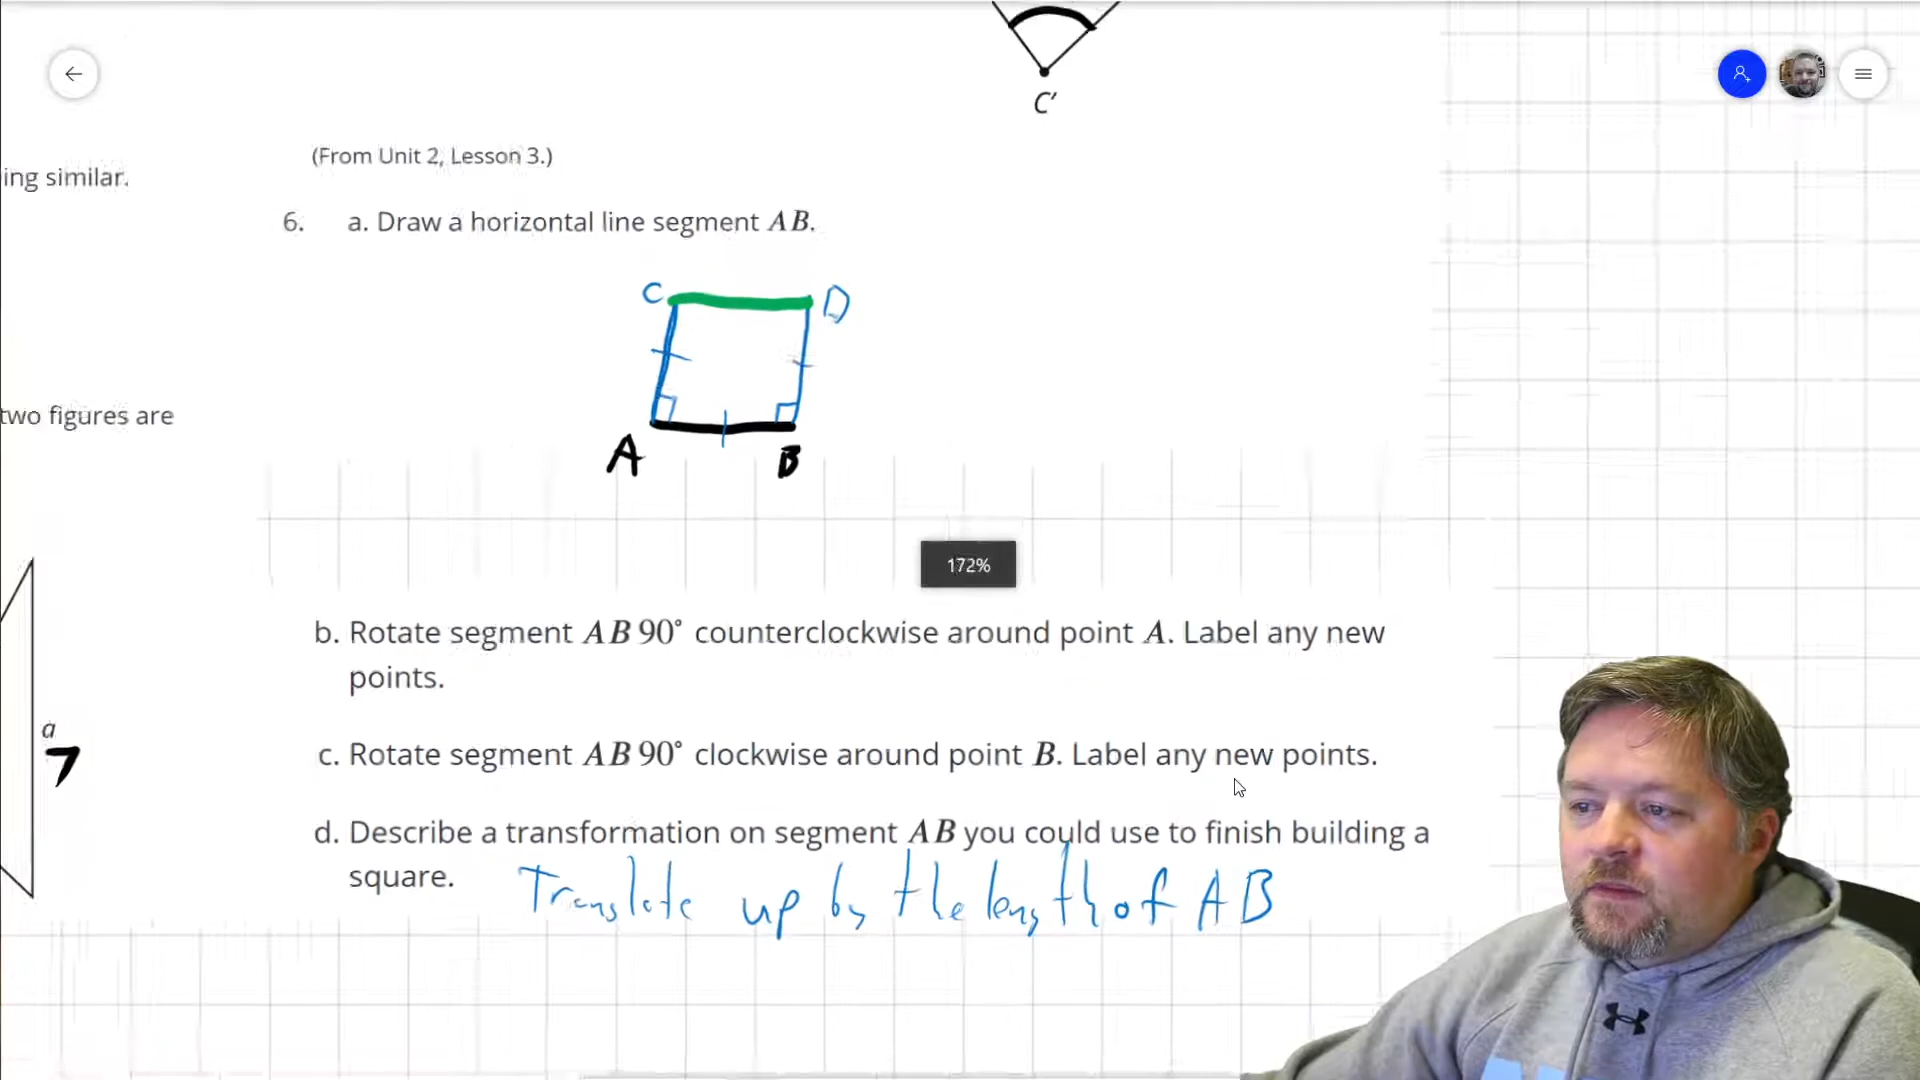 C'
(From Unit 2, Lesson 3.)
ing similar.
6. a. Draw a horizontal line segment AB.
C D
two figures are
A B
172%
b. Rotate segment AB 90° counterclockwise around point A. Label any new
points.
a
7
c. Rotate segment AB 90° clockwise around point B. Label any new points.
d. Describe a transformation on segment AB you could use to finish building a
square. Translate up by the length of AB